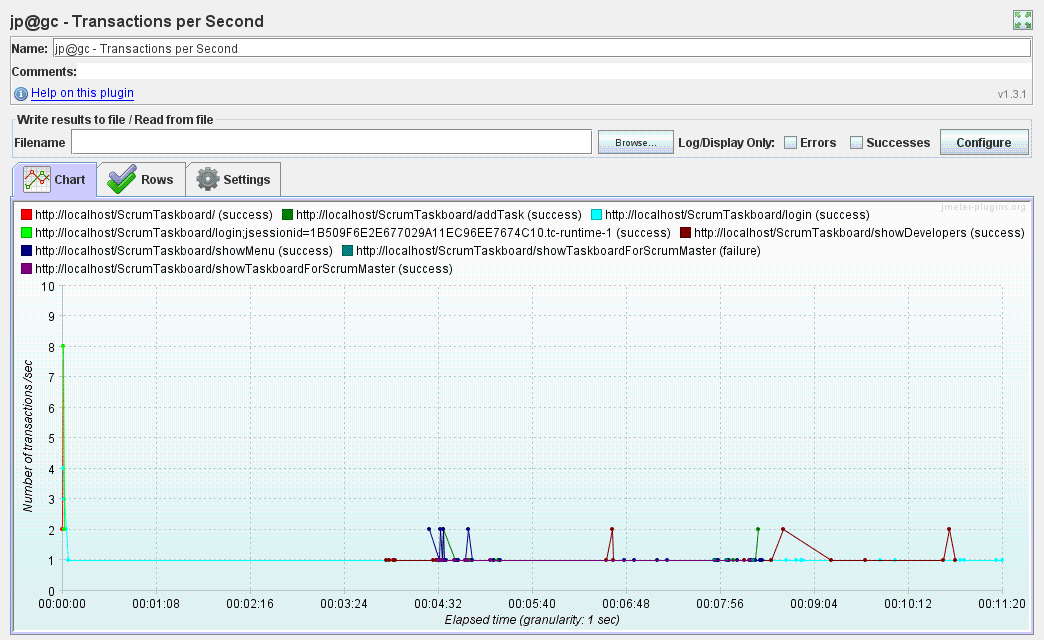 jp@gc - Transactions per Second
Name: jp@gc - Transactions per Second
Comments:
Help on this plugin
v1.3.1
Write results to file / Read from file
Filename Browse... Log/Display Only: Errors Successes Configure
Chart Rows Settings
jmeter-plugins.org
http://localhost/ScrumTaskboard/ (success) http://localhost/ScrumTaskboard/addTask (success) http://localhost/ScrumTaskboard/login (success)
http://localhost/ScrumTaskboard/login;jsessionid=1B509F6E2E677029A11EC96EE7674C10.tc-runtime-1 (success) http://localhost/ScrumTaskboard/showDevelopers (success)
http://localhost/ScrumTaskboard/showMenu (success) http://localhost/ScrumTaskboard/showTaskboardForScrumMaster (failure)
http://localhost/ScrumTaskboard/showTaskboardForScrumMaster (success)
10
9
8
7
6
5
4
3
2
1
0
Number of transactions /sec
00:00:00 00:01:08 00:02:16 00:03:24 00:04:32 00:05:40 00:06:48 00:07:56 00:09:04 00:10:12 00:11:20
Elapsed time (granularity: 1 sec)